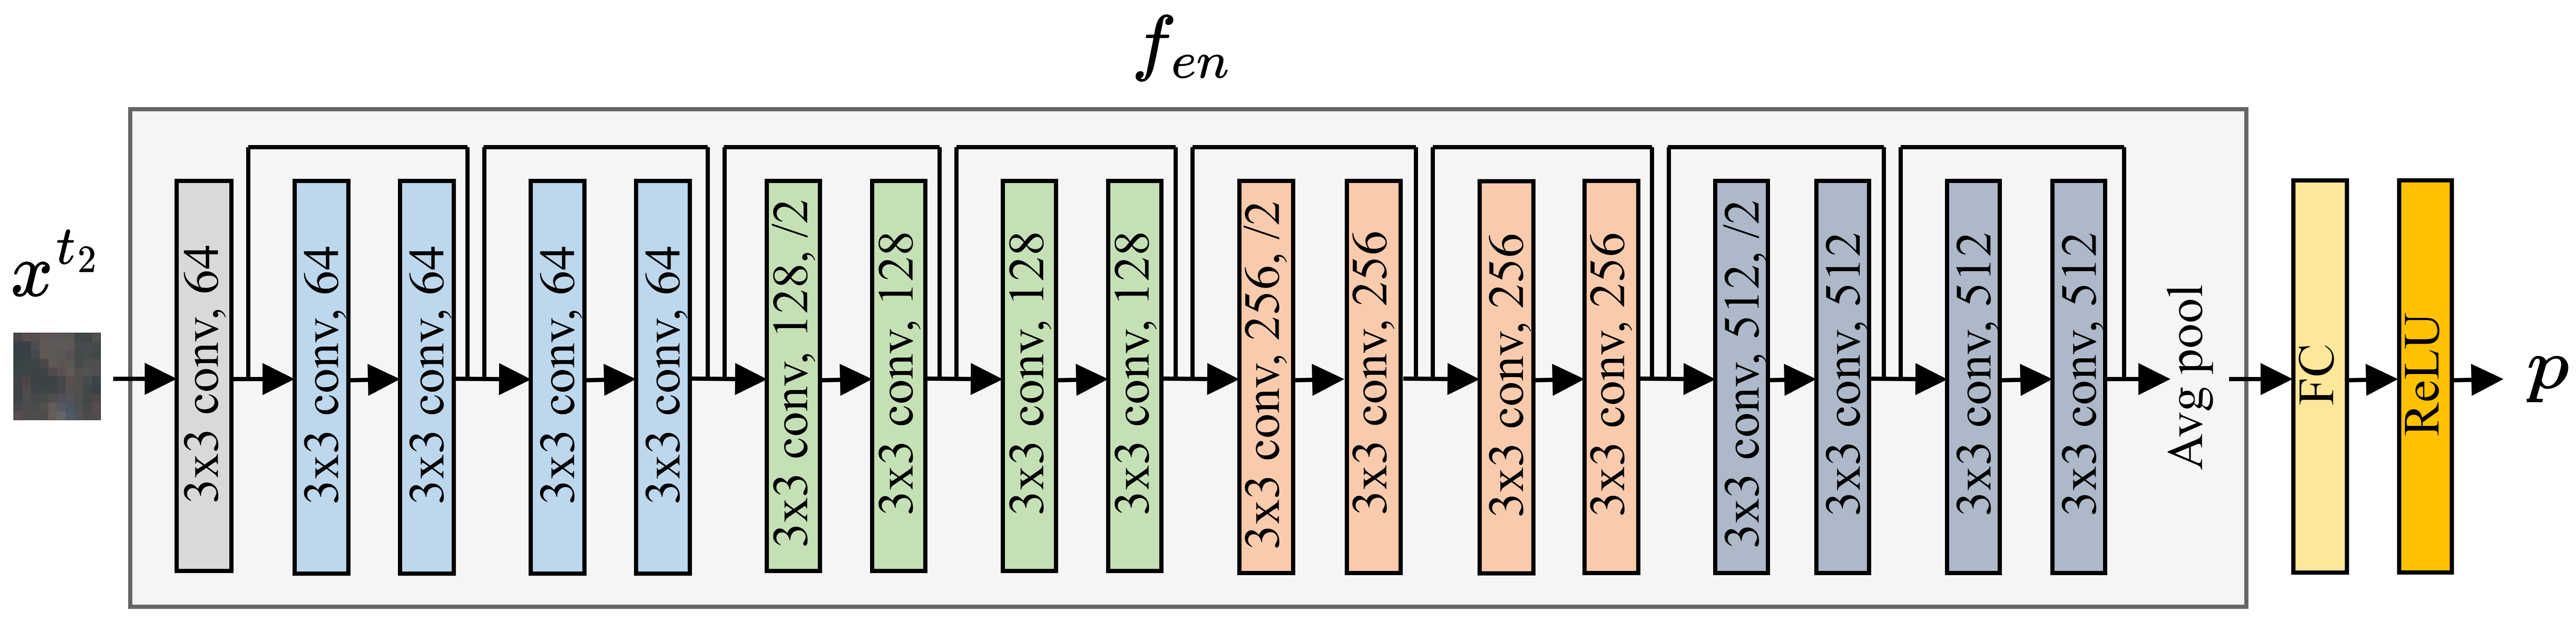 f_{en}
x^{t_2}
3x3 conv, 64
3x3 conv, 64
3x3 conv, 64
3x3 conv, 64
3x3 conv, 64
3x3 conv, 128, /2
3x3 conv, 128
3x3 conv, 128
3x3 conv, 128
3x3 conv, 256, /2
3x3 conv, 256
3x3 conv, 256
3x3 conv, 256
3x3 conv, 512, /2
3x3 conv, 512
3x3 conv, 512
3x3 conv, 512
Avg pool
FC
ReLU
p